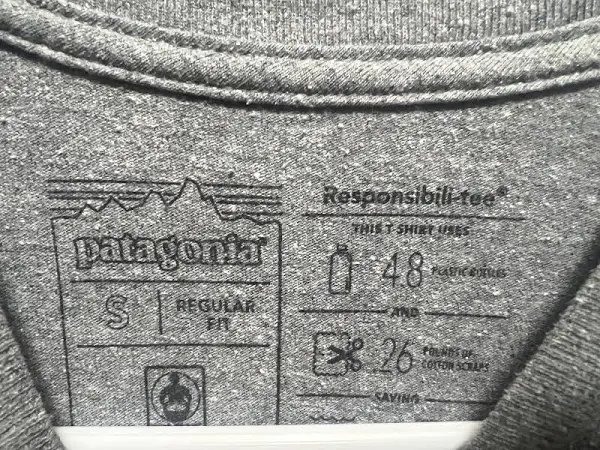 patagonia®
S
REGULAR
FIT
Responsibili-tee®
THIS T SHIRT USES
4.8 PLASTIC BOTTLES
AND
.26 POUNDS OF
COTTON SCRAPS
SAVING